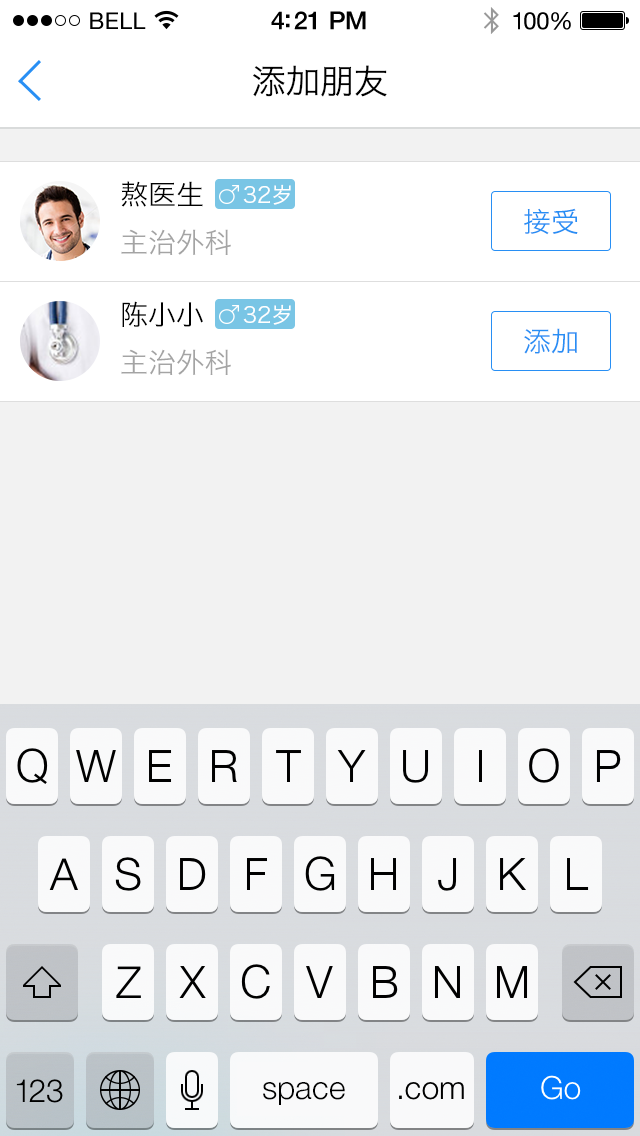 BELL 4:21 PM 100%
添加朋友
熬医生 ♂32岁
主治外科
接受
陈小小 ♂32岁
主治外科
添加
Q W E R T Y U I O P
A S D F G H J K L
Z X C V B N M
123 space .com Go